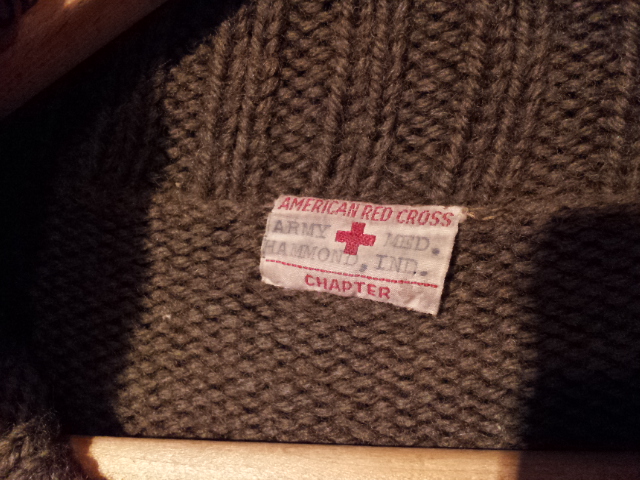 AMERICAN RED CROSS
ARMY MED.
HAMMOND, IND.
CHAPTER